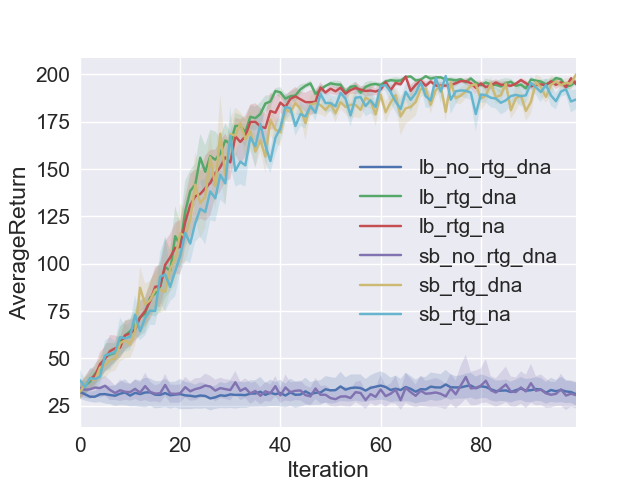 200
175
150
125
100
75
50
25
AverageReturn
lb_no_rtg_dna
lb_rtg_dna
lb_rtg_na
sb_no_rtg_dna
sb_rtg_dna
sb_rtg_na
0 20 40 60 80
Iteration